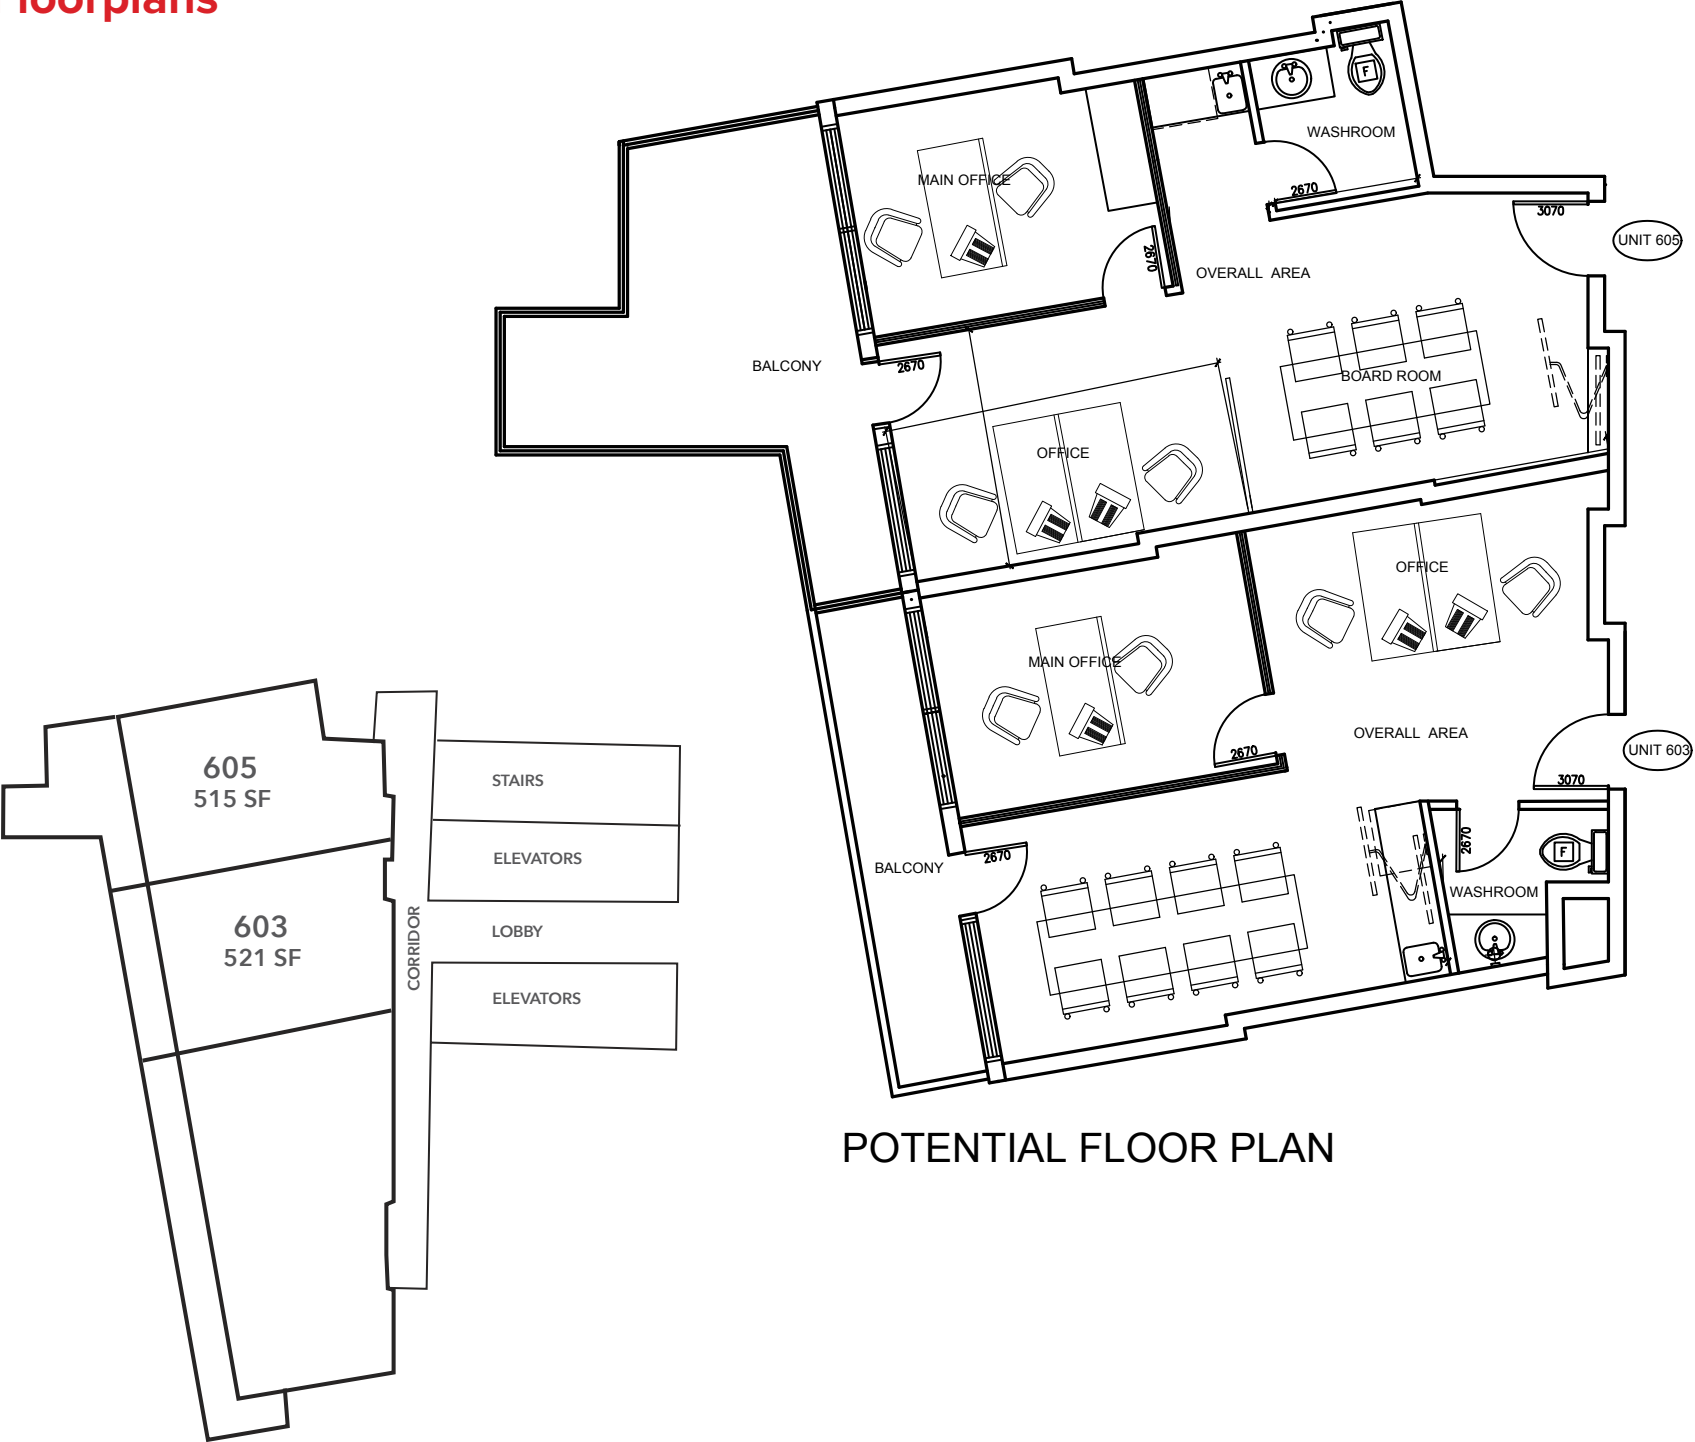 loorplans
WASHROOM
2670
MAIN OFFICE
3070
UNIT 605
2670
OVERALL AREA
BALCONY
2670
BOARD ROOM
OFFICE
OFFICE
MAIN OFFICE
OVERALL AREA
UNIT 603
2670
3070
2670
2670
BALCONY
WASHROOM
F
F
605
515 SF
STAIRS
ELEVATORS
603
521 SF
CORRIDOR
LOBBY
ELEVATORS
POTENTIAL FLOOR PLAN